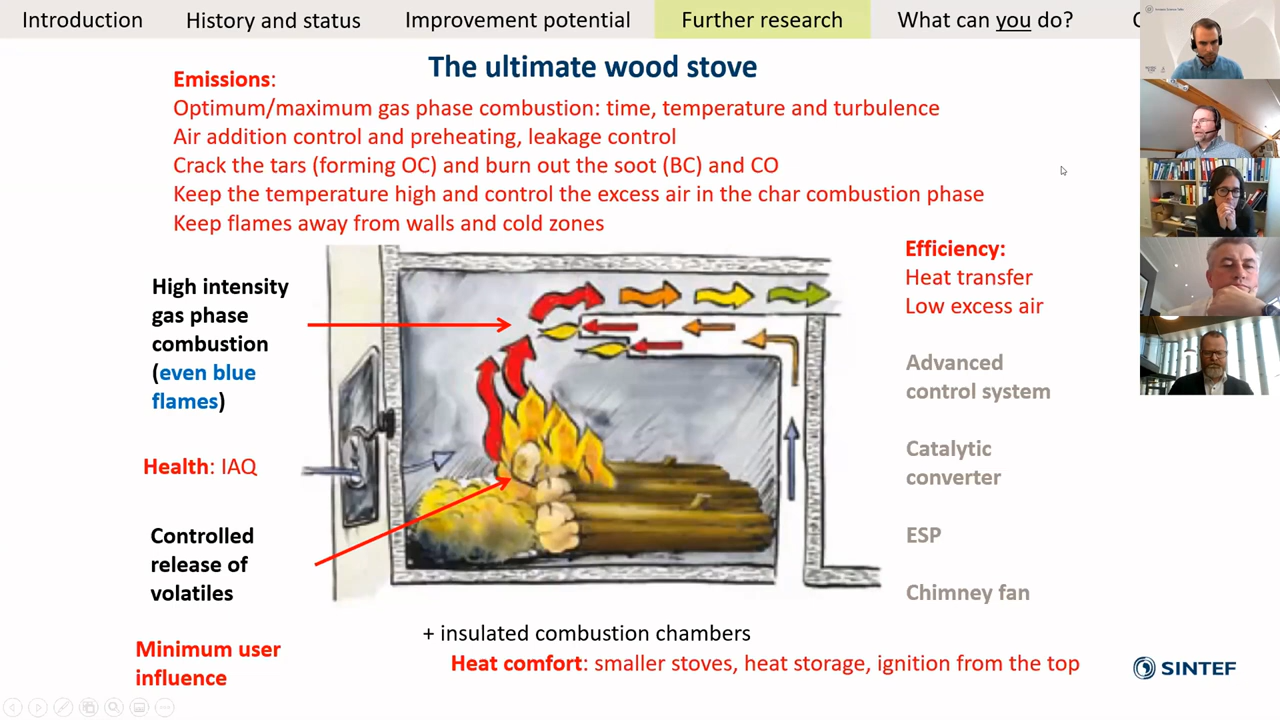 Introduction
History and status
Improvement potential
Further research
What can you do?
The ultimate wood stove
Emissions:
Optimum/maximum gas phase combustion: time, temperature and turbulence
Air addition control and preheating, leakage control
Crack the tars (forming OC) and burn out the soot (BC) and CO
Keep the temperature high and control the excess air in the char combustion phase
Keep flames away from walls and cold zones
High intensity
gas phase
combustion
(even blue
flames)
Health: IAQ
Controlled
release of
volatiles
Minimum user
influence
Efficiency:
Heat transfer
Low excess air
Advanced
control system
Catalytic
converter
ESP
Chimney fan
+ insulated combustion chambers
Heat comfort: smaller stoves, heat storage, ignition from the top
SINTEF